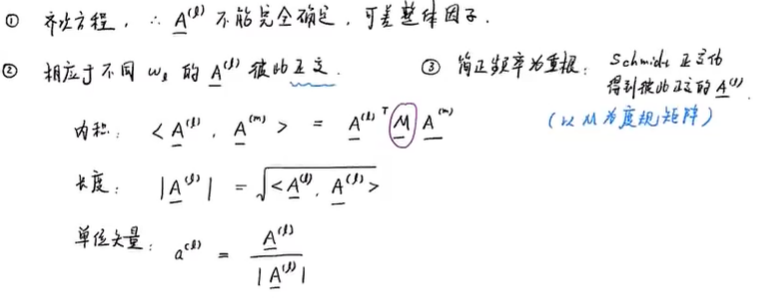 ① 齐次方程，∴ A^(l) 不能完全确定，可差整体因子．
② 相应于不同 ω_l 的 A^(l) 彼此正交．
③ 简正频率为重根： Schmidt 正交化
得到彼此正交的 A^(l)．
（以 M 为度规矩阵）
内积： < A^(l) , A^(m) > = A^(l)T M A^(m)
长度： |A^(l)| = √<A^(l), A^(l)>
单位矢量： a^(l) = A^(l) / |A^(l)|